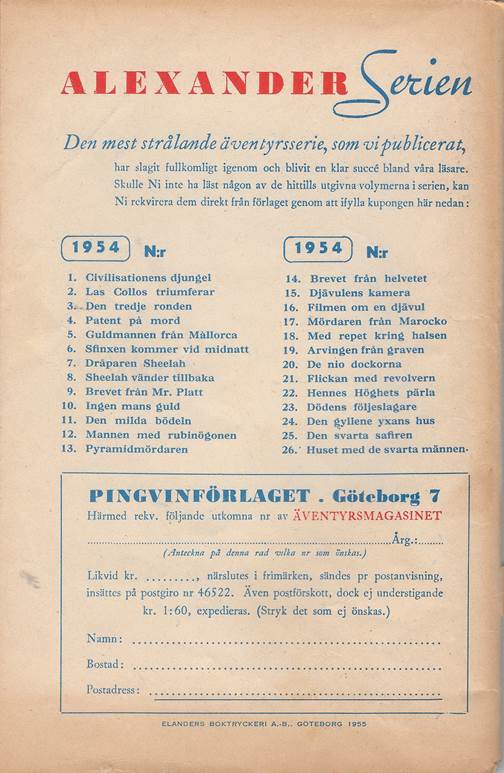 ALEXANDER Serien
Den mest strålande äventyrsserie, som vi publicerat,
har slagit fullkomligt igenom och blivit en klar succé bland våra läsare.
Skulle Ni inte ha läst någon av de hittills utgivna volymerna i serien, kan
Ni rekvirera dem direkt från förlaget genom att ifylla kupongen här nedan:
1954 N:r
1. Civilisationens djungel
2. Las Collos triumferar
3. Den tredje ronden
4. Patent på mord
5. Guldmannen från Mallorca
6. Sfinxen kommer vid midnatt
7. Dråparen Sheelah
8. Sheelah vänder tillbaka
9. Brevet från Mr. Platt
10. Ingen mans guld
11. Den milda bödeln
12. Mannen med rubinögonen
13. Pyramidmördaren
1954 N:r
14. Brevet från helvetet
15. Djävulens kamera
16. Filmen om en djävul
17. Mördaren från Marocko
18. Med repet kring halsen
19. Arvingen från graven
20. De nio dockorna
21. Flickan med revolvern
22. Hennes Höghets pärla
23. Dödens följeslagare
24. Den gyllene yxans hus
25. Den svarta safiren
26. Huset med de svarta männen.
PINGVINFÖRLAGET . Göteborg 7
Härmed rekv. följande utkomna nr av ÄVENTYRSMAGASINET
.......................................................................... Årg.:.......
(Anteckna på denna rad vilka nr som önskas.)
Likvid kr. .........., närslutes i frimärken, sändes pr postanvisning,
insättes på postgiro nr 46522. Även postförskott, dock ej understigande
kr. 1:60, expedieras. (Stryk det som ej önskas.)
Namn: ............................................................
Bostad: ...........................................................
Postadress: .......................................................
ELANDERS BOKTRYCKERI A.-B., GÖTEBORG 1955